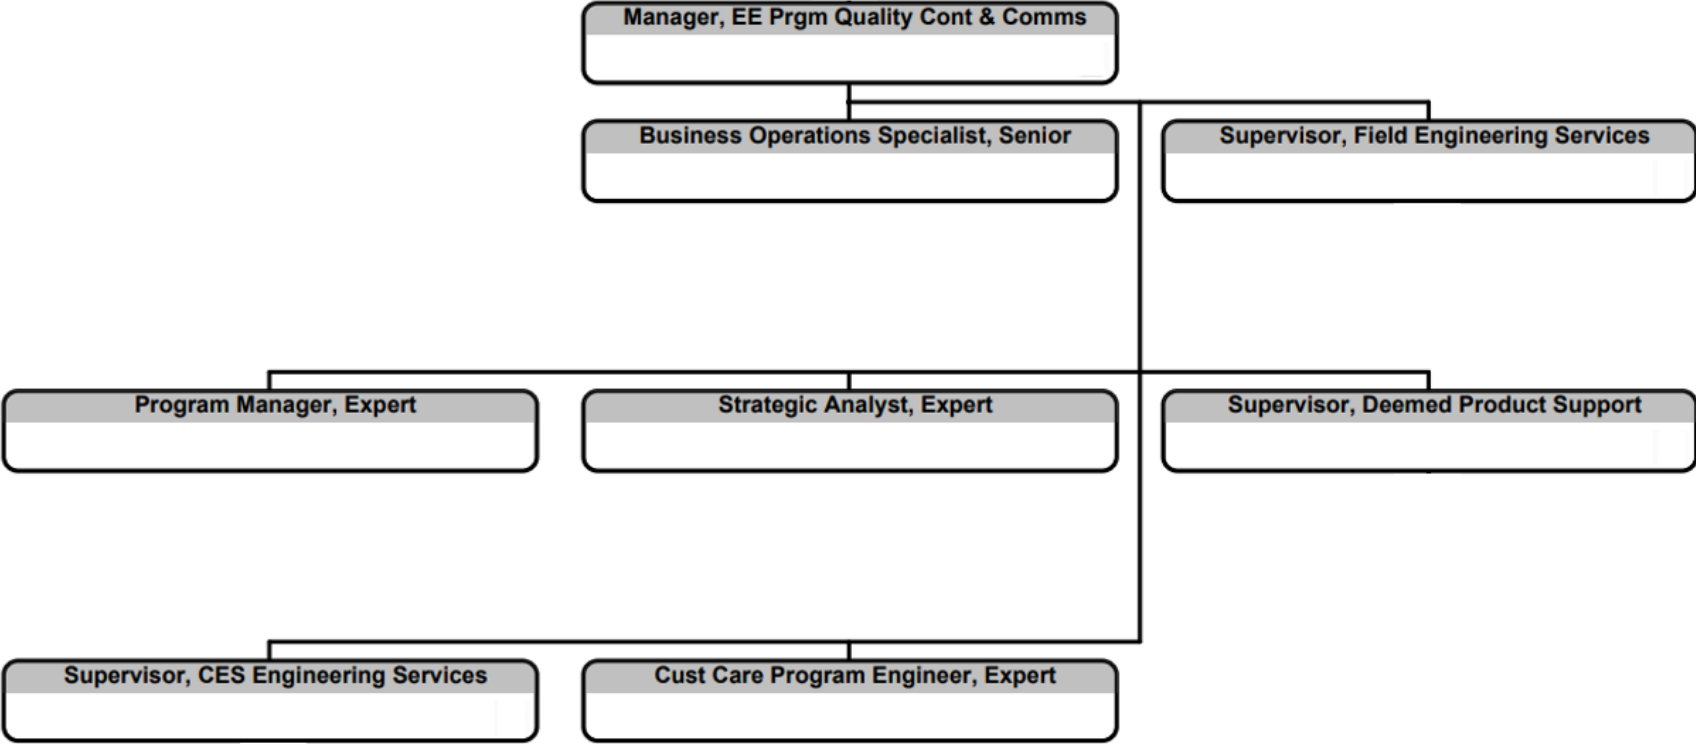 Manager, EE Prgm Quality Cont & Comms
Business Operations Specialist, Senior
Supervisor, Field Engineering Services
Program Manager, Expert
Strategic Analyst, Expert
Supervisor, Deemed Product Support
Supervisor, CES Engineering Services
Cust Care Program Engineer, Expert